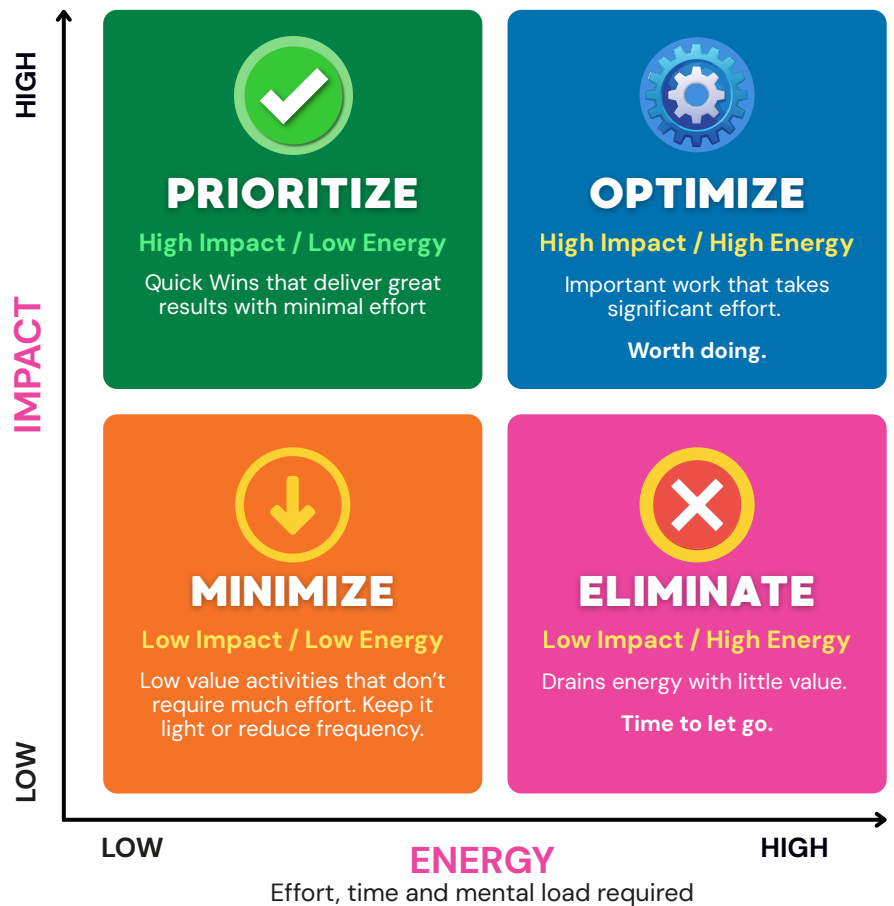 HIGH
IMPACT
LOW
PRIORITIZE
High Impact / Low Energy
Quick Wins that deliver great
results with minimal effort
OPTIMIZE
High Impact / High Energy
Important work that takes
significant effort.
Worth doing.
MINIMIZE
Low Impact / Low Energy
Low value activities that don’t
require much effort. Keep it
light or reduce frequency.
ELIMINATE
Low Impact / High Energy
Drains energy with little value.
Time to let go.
LOW
ENERGY
HIGH
Effort, time and mental load required